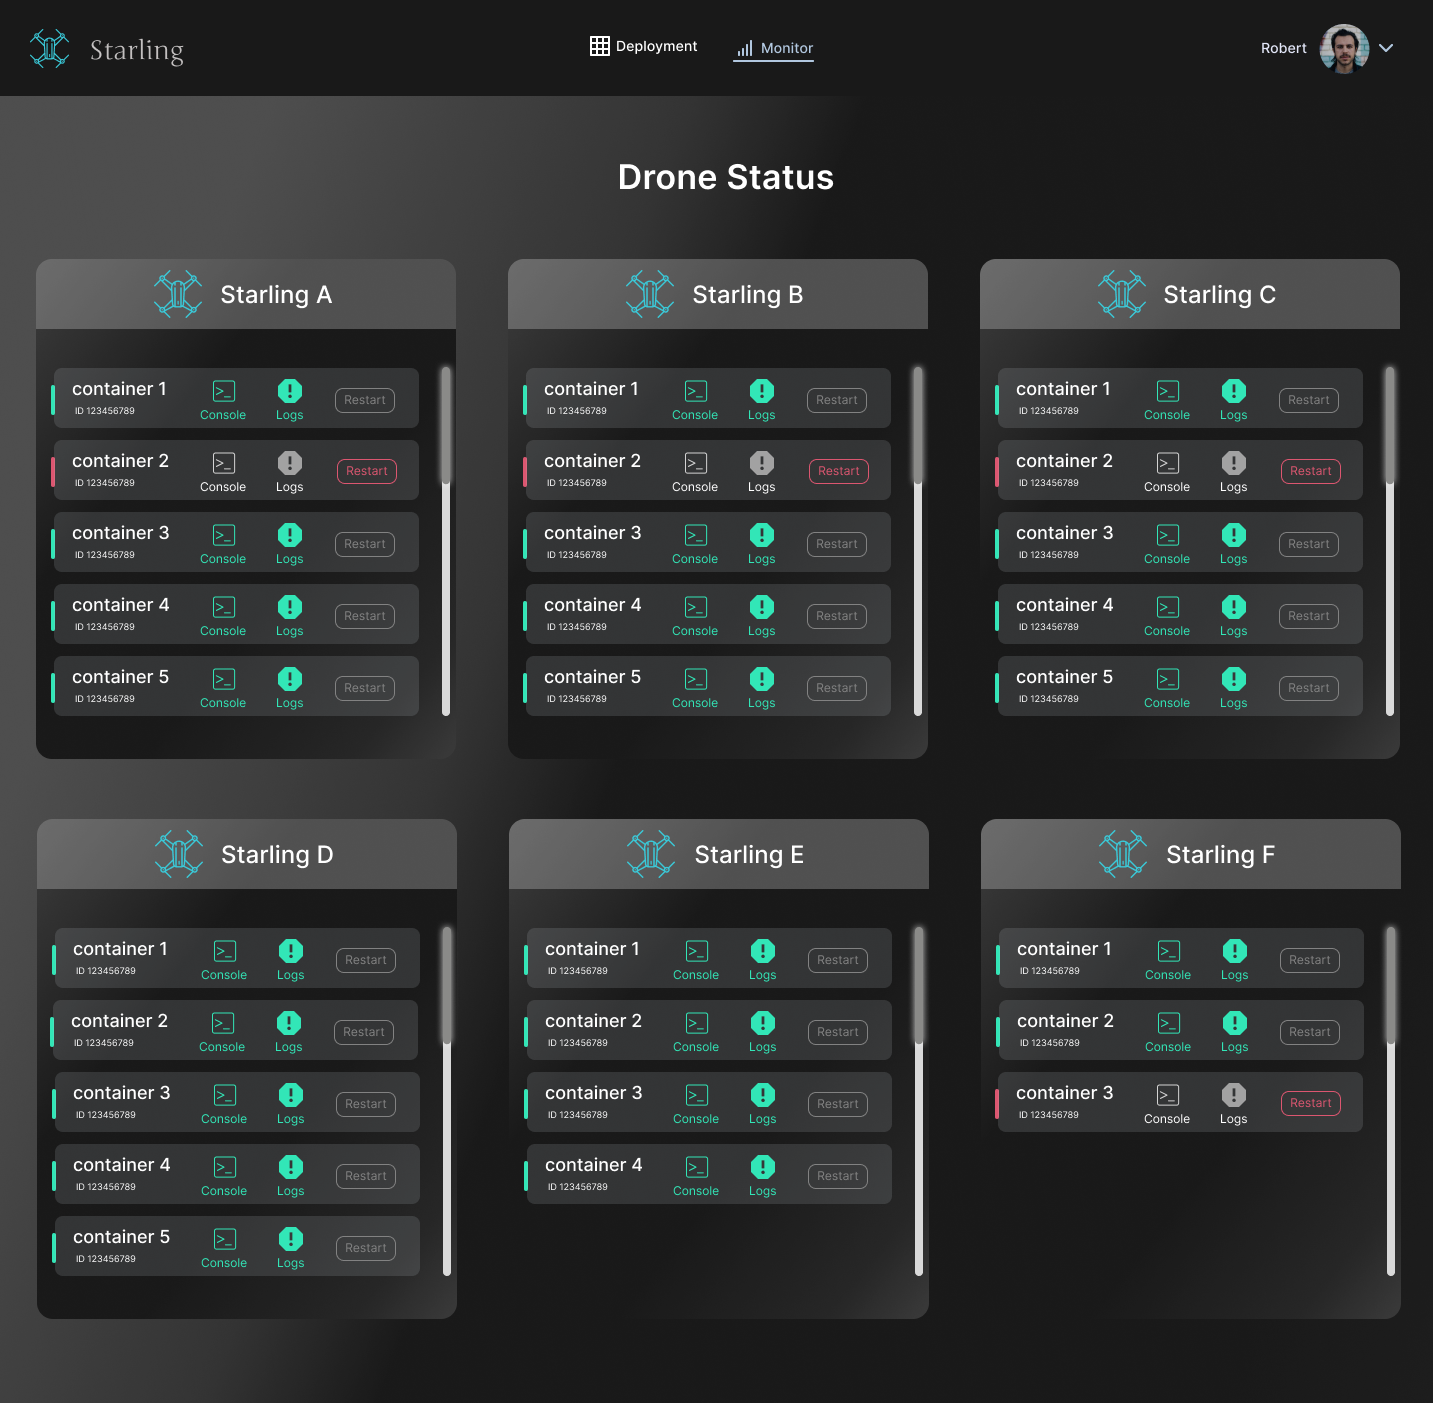 Starling
Deployment
Monitor
Robert
Drone Status
Starling A
container 1
ID 123456789
Console
Logs
Restart
container 2
ID 123456789
Console
Logs
Restart
container 3
ID 123456789
Console
Logs
Restart
container 4
ID 123456789
Console
Logs
Restart
container 5
ID 123456789
Console
Logs
Restart
Starling B
container 1
ID 123456789
Console
Logs
Restart
container 2
ID 123456789
Console
Logs
Restart
container 3
ID 123456789
Console
Logs
Restart
container 4
ID 123456789
Console
Logs
Restart
container 5
ID 123456789
Console
Logs
Restart
Starling C
container 1
ID 123456789
Console
Logs
Restart
container 2
ID 123456789
Console
Logs
Restart
container 3
ID 123456789
Console
Logs
Restart
container 4
ID 123456789
Console
Logs
Restart
container 5
ID 123456789
Console
Logs
Restart
Starling D
container 1
ID 123456789
Console
Logs
Restart
container 2
ID 123456789
Console
Logs
Restart
container 3
ID 123456789
Console
Logs
Restart
container 4
ID 123456789
Console
Logs
Restart
container 5
ID 123456789
Console
Logs
Restart
Starling E
container 1
ID 123456789
Console
Logs
Restart
container 2
ID 123456789
Console
Logs
Restart
container 3
ID 123456789
Console
Logs
Restart
container 4
ID 123456789
Console
Logs
Restart
Starling F
container 1
ID 123456789
Console
Logs
Restart
container 2
ID 123456789
Console
Logs
Restart
container 3
ID 123456789
Console
Logs
Restart